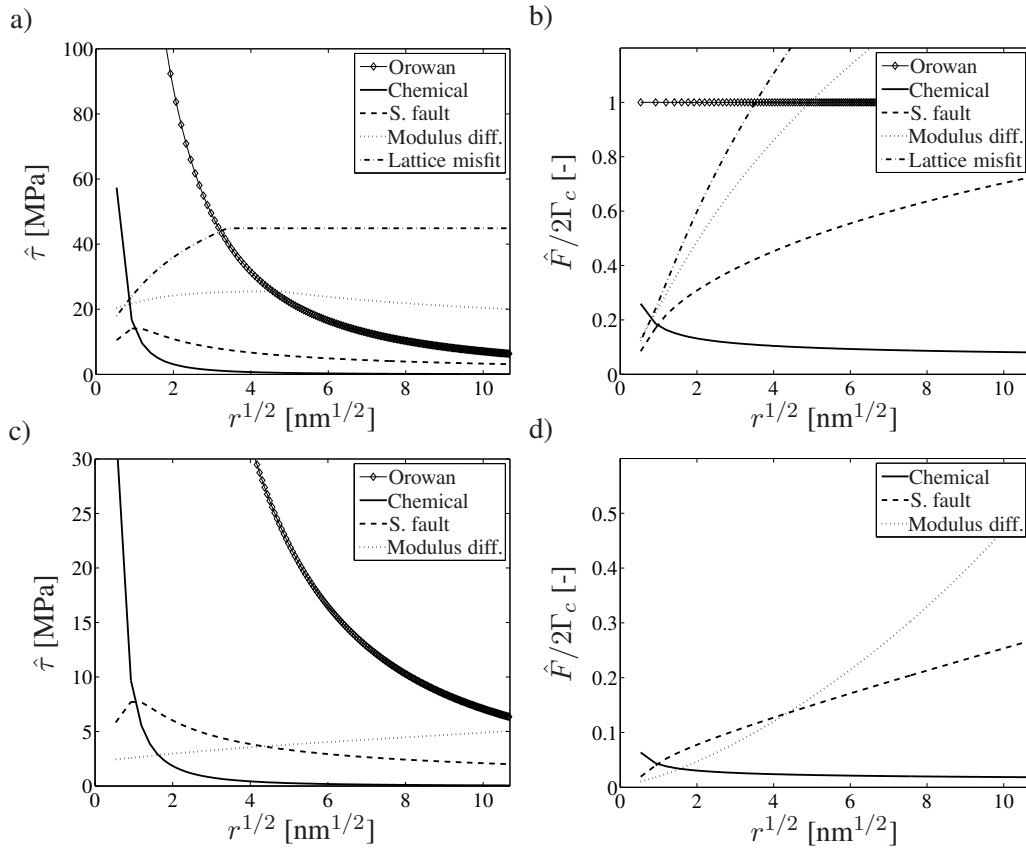 a)
100
80
60
40
20
0
0 2 4 6 8 10
τ̂ [MPa]
r^{1/2} [nm^{1/2}]
Orowan
Chemical
S. fault
Modulus diff.
Lattice misfit
b)
1
0.8
0.6
0.4
0.2
0
0 2 4 6 8 10
F̂/2Γ_c [-]
r^{1/2} [nm^{1/2}]
Orowan
Chemical
S. fault
Modulus diff.
Lattice misfit
c)
30
25
20
15
10
5
0
0 2 4 6 8 10
τ̂ [MPa]
r^{1/2} [nm^{1/2}]
Orowan
Chemical
S. fault
Modulus diff.
d)
0.5
0.4
0.3
0.2
0.1
0
0 2 4 6 8 10
F̂/2Γ_c [-]
r^{1/2} [nm^{1/2}]
Chemical
S. fault
Modulus diff.